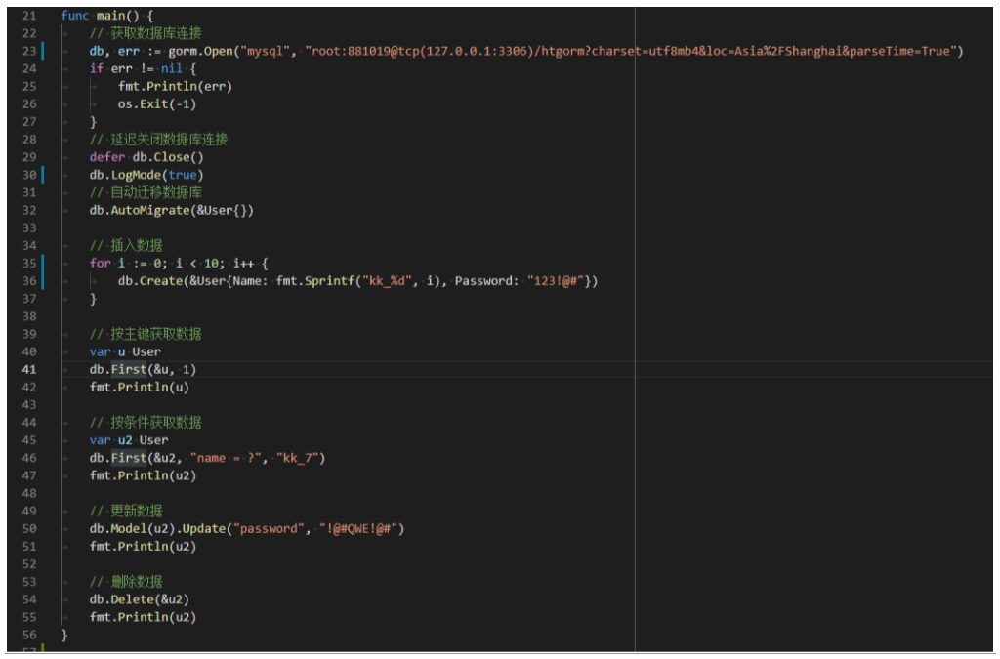 21 func main() {
22 // 获取数据库连接
23 db, err := gorm.Open("mysql", "root:881019@tcp(127.0.0.1:3306)/htgorm?charset=utf8mb4&loc=Asia%2FShanghai&parseTime=True")
24 if err != nil {
25 fmt.Println(err)
26 os.Exit(-1)
27 }
28 // 延迟关闭数据库连接
29 defer db.Close()
30 db.LogMode(true)
31 // 自动迁移数据库
32 db.AutoMigrate(&User{})
33
34 // 插入数据
35 for i := 0; i < 10; i++ {
36 db.Create(&User{Name: fmt.Sprintf("kk_%d", i), Password: "123!@#"})
37 }
38
39 // 按主键获取数据
40 var u User
41 db.First(&u, 1)
42 fmt.Println(u)
43
44 // 按条件获取数据
45 var u2 User
46 db.First(&u2, "name = ?", "kk_7")
47 fmt.Println(u2)
48
49 // 更新数据
50 db.Model(u2).Update("password", "!@#QWE!@#")
51 fmt.Println(u2)
52
53 // 删除数据
54 db.Delete(&u2)
55 fmt.Println(u2)
56 }
57